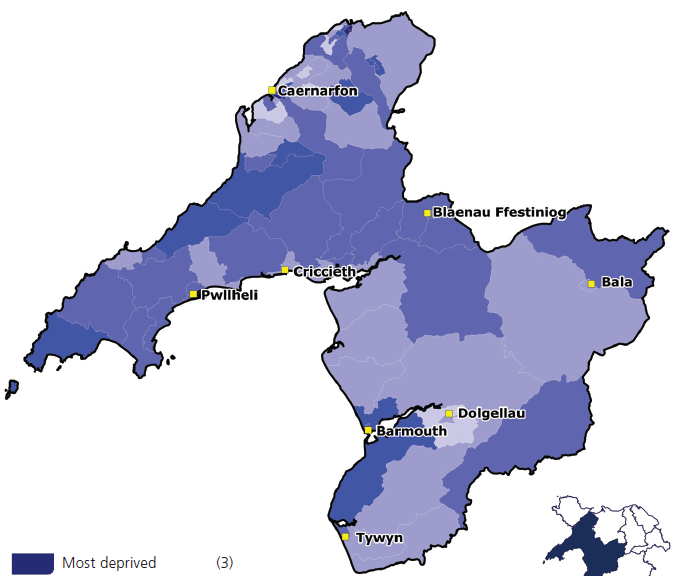 Caernarfon
Blaenau Ffestiniog
Criccieth
Bala
Pwllheli
Dolgellau
Barmouth
Tywyn
Most deprived (3)